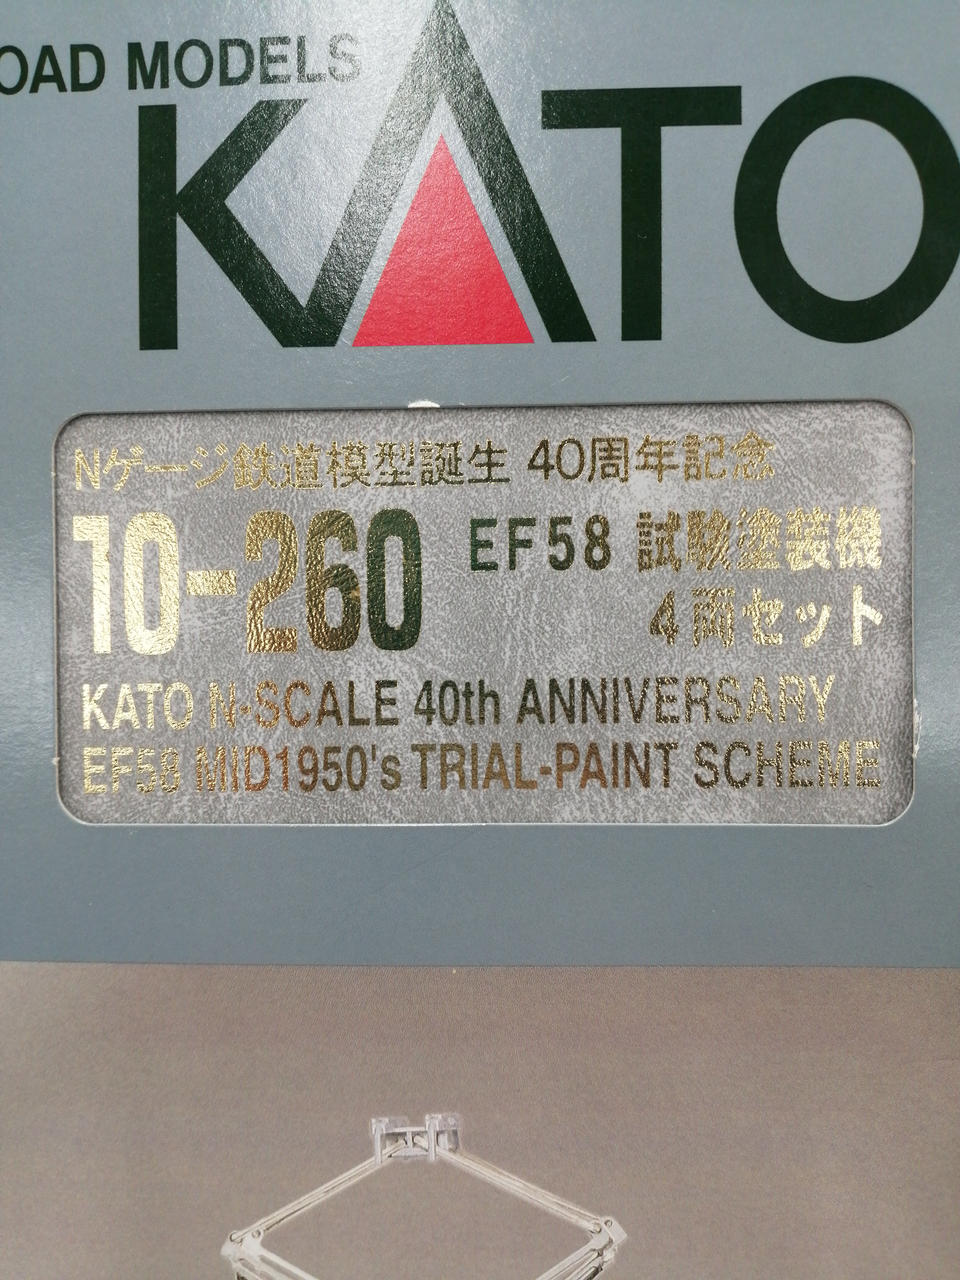 OAD MODELS
KATO
Nゲージ鉄道模型誕生 40周年記念
10-260 EF58 試験塗装機
4両セット
KATO N-SCALE 40th ANNIVERSARY
EF58 MID1950's TRIAL-PAINT SCHEME